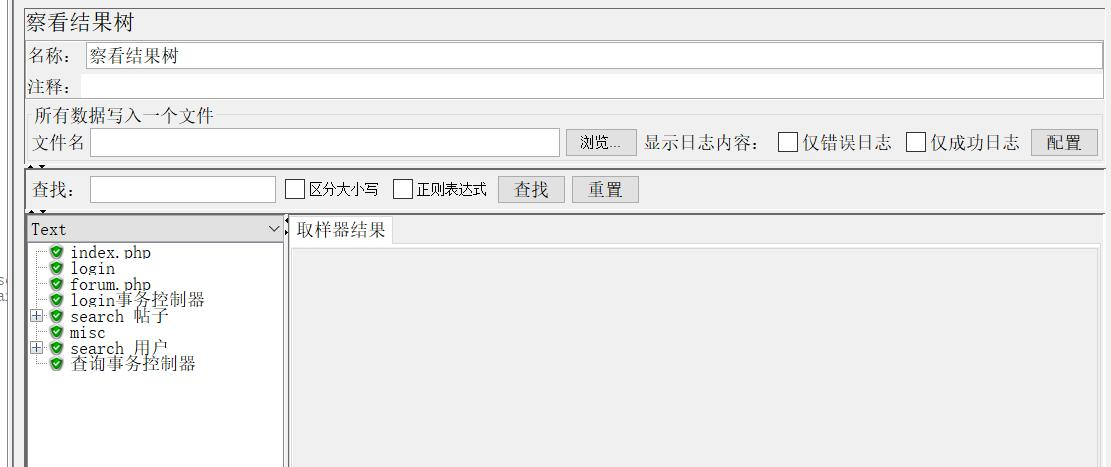 察看结果树
名称： 察看结果树
注释：
所有数据写入一个文件
文件名 浏览... 显示日志内容： 仅错误日志 仅成功日志 配置
查找： 区分大小写 正则表达式 查找 重置
Text 取样器结果
index.php
login
forum.php
login事务控制器
search 帖子
misc
search 用户
查询事务控制器